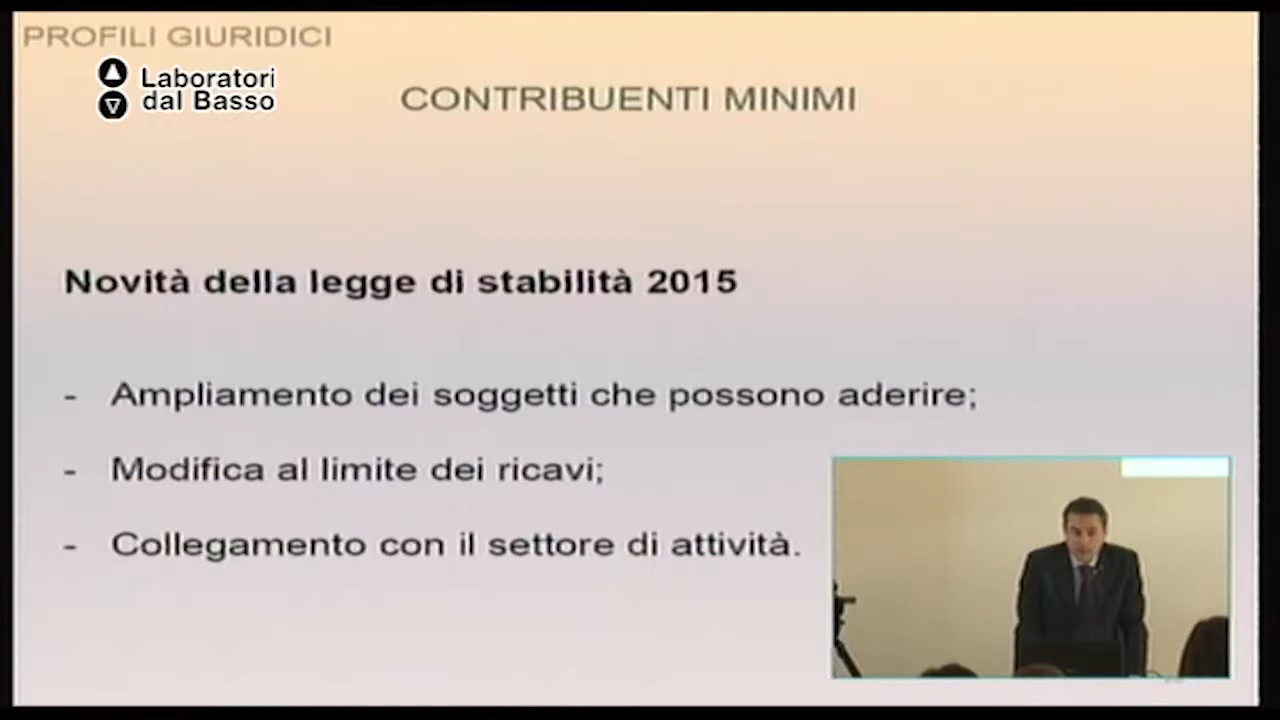 PROFILI GIURIDICI
Laboratori
dal Basso
CONTRIBUENTI MINIMI
Novità della legge di stabilità 2015
- Ampliamento dei soggetti che possono aderire;
- Modifica al limite dei ricavi;
- Collegamento con il settore di attività.